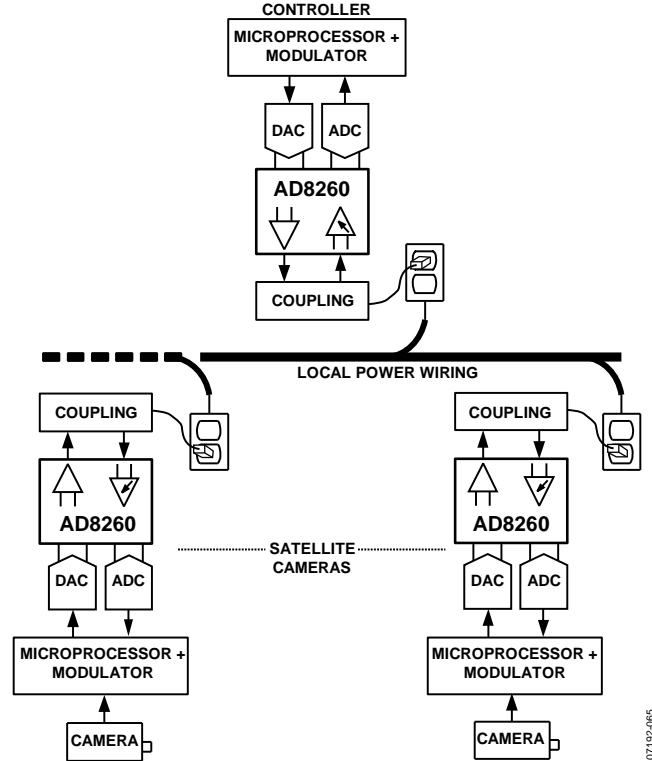 CONTROLLER
MICROPROCESSOR +
MODULATOR
DAC
ADC
AD8260
COUPLING
LOCAL POWER WIRING
COUPLING
COUPLING
AD8260
AD8260
SATELLITE
CAMERAS
DAC
ADC
DAC
ADC
MICROPROCESSOR +
MODULATOR
MICROPROCESSOR +
MODULATOR
CAMERA
CAMERA
07192-065